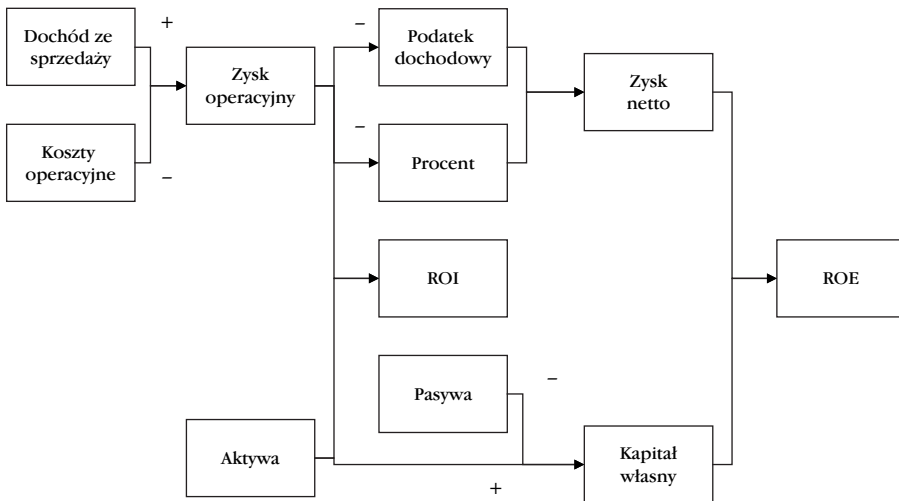 +
Dochód ze
sprzedaży
Koszty
operacyjne
–
Zysk
operacyjny
–
Podatek
dochodowy
–
Procent
Zysk
netto
ROI
ROE
Pasywa
–
Aktywa
Kapitał
własny
+